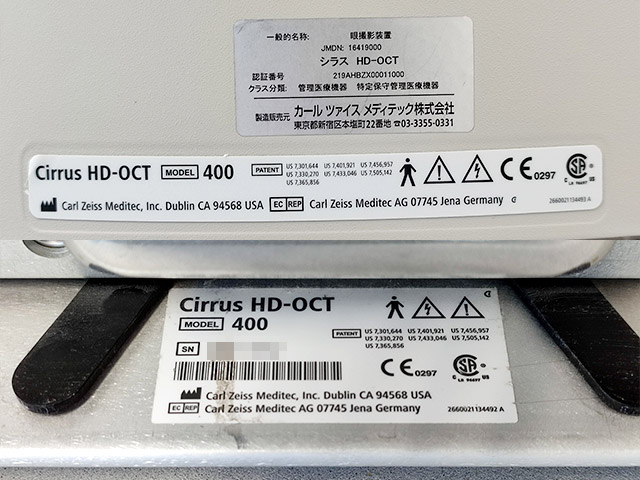 一般的名称: 眼撮影装置
JMDN: 16419000
シラス HD-OCT
認証番号 219AHBZX00011000
クラス分類: 管理医療機器 特定保守管理医療機器
製造販売元 カール ツァイス メディテック株式会社
東京都新宿区本塩町22番地 ☎03-3355-0331
Cirrus HD-OCT MODEL 400
PATENT US 7,301,644 US 7,401,921 US 7,456,957
US 7,330,270 US 7,433,046 US 7,505,142
US 7,365,856
CE 0297
Carl Zeiss Meditec, Inc. Dublin CA 94568 USA EC REP Carl Zeiss Meditec AG 07745 Jena Germany
2660021134493 A
Cirrus HD-OCT
MODEL 400
PATENT US 7,301,644 US 7,401,921 US 7,456,957
US 7,330,270 US 7,433,046 US 7,505,142
US 7,365,856
SN
CE 0297
Carl Zeiss Meditec, Inc. Dublin CA 94568 USA
EC REP Carl Zeiss Meditec AG 07745 Jena Germany
2660021134492 A